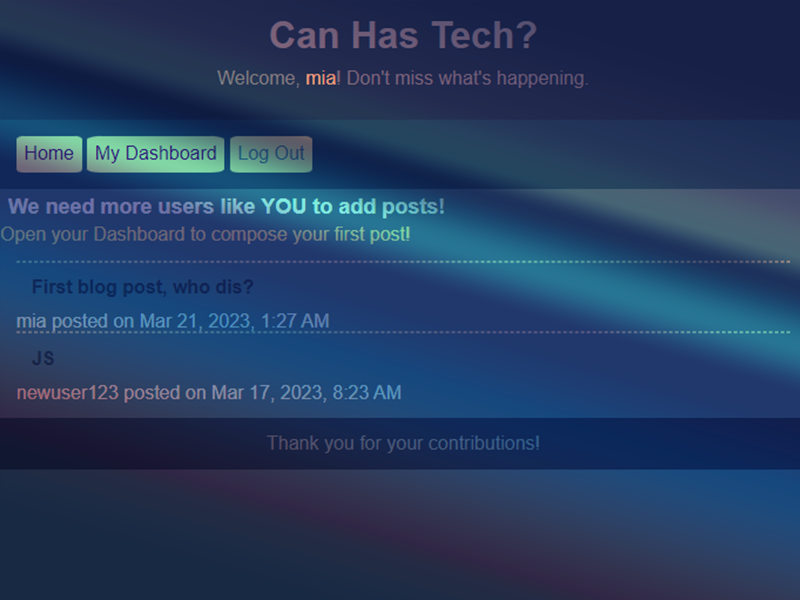 Can Has Tech?
Welcome, mia! Don't miss what's happening.
Home My Dashboard Log Out
We need more users like YOU to add posts!
Open your Dashboard to compose your first post!
First blog post, who dis?
mia posted on Mar 21, 2023, 1:27 AM
JS
newuser123 posted on Mar 17, 2023, 8:23 AM
Thank you for your contributions!